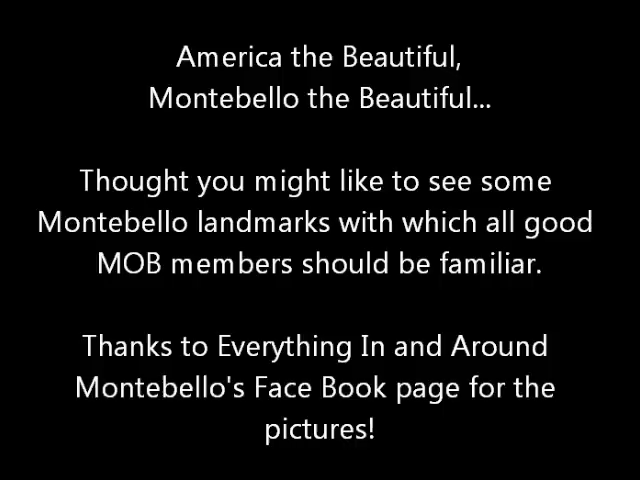 America the Beautiful,
Montebello the Beautiful...
Thought you might like to see some
Montebello landmarks with which all good
MOB members should be familiar.
Thanks to Everything In and Around
Montebello's Face Book page for the
pictures!